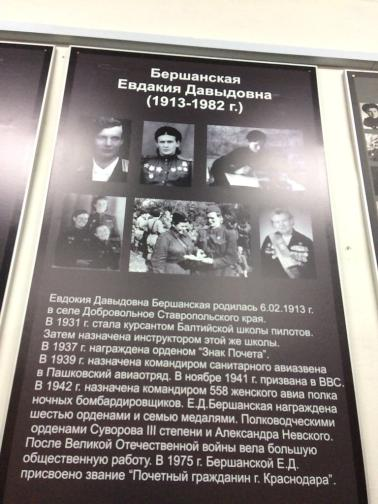 Бершанская
Евдакия Давыдовна
(1913-1982 г.)
Евдокия Давыдовна Бершанская родилась 6.02.1913 г.
в селе Добровольное Ставропольского края.
В 1931 г. стала курсантом Балтийской школы пилотов.
Затем назначена инструктором этой же школы.
В 1937 г. награждена орденом “Знак Почета”.
В 1939 г. назначена командиром санитарного авиазвена
в Пашковский авиаотряд. В ноябре 1941 г. призвана в ВВС.
В 1942 г. назначена командиром 558 женского авиа полка
ночных бомбардировщиков. Е.Д.Бершанская награждена
шестью орденами и семью медалями. Полководческими
орденами Суворова III степени и Александра Невского.
После Великой Отечественной войны вела большую
общественную работу. В 1975 г. Бершанской Е.Д.
присвоено звание “Почетный гражданин г. Краснодара”.